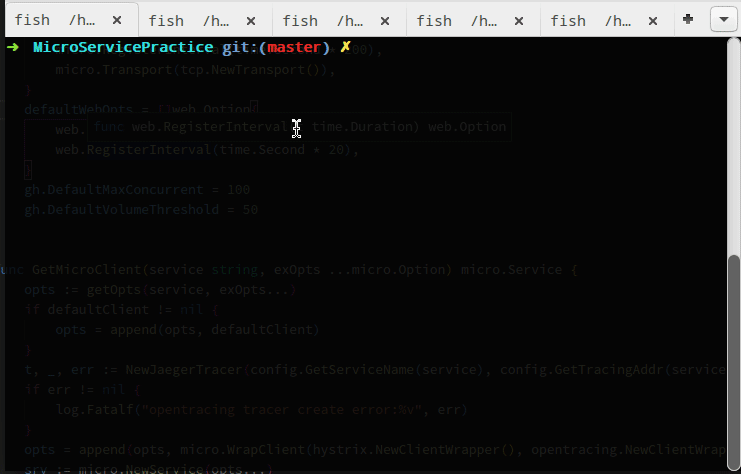 fish /h... × fish /h... × fish /h... × fish /h... × fish /h... ×
➜ MicroServicePractice git:(master) ✗
micro.Transport(tcp.NewTransport()),
}
defaultWebOpts = []web.Option{
web. func web.RegisterInterval( time.Duration) web.Option
web.RegisterInterval(time.Second * 20),
}
gh.DefaultMaxConcurrent = 100
gh.DefaultVolumeThreshold = 50
unc GetMicroClient(service string, exOpts ...micro.Option) micro.Service {
opts := getOpts(service, exOpts...)
if defaultClient != nil {
opts = append(opts, defaultClient)
}
t, _, err := NewJaegerTracer(config.GetServiceName(service), config.GetTracingAddr(service
if err != nil {
log.Fatalf("opentracing tracer create error:%v", err)
}
opts = append(opts, micro.WrapClient(hystrix.NewClientWrapper(), opentracing.NewClientWrap
srv := micro.NewService(opts...)